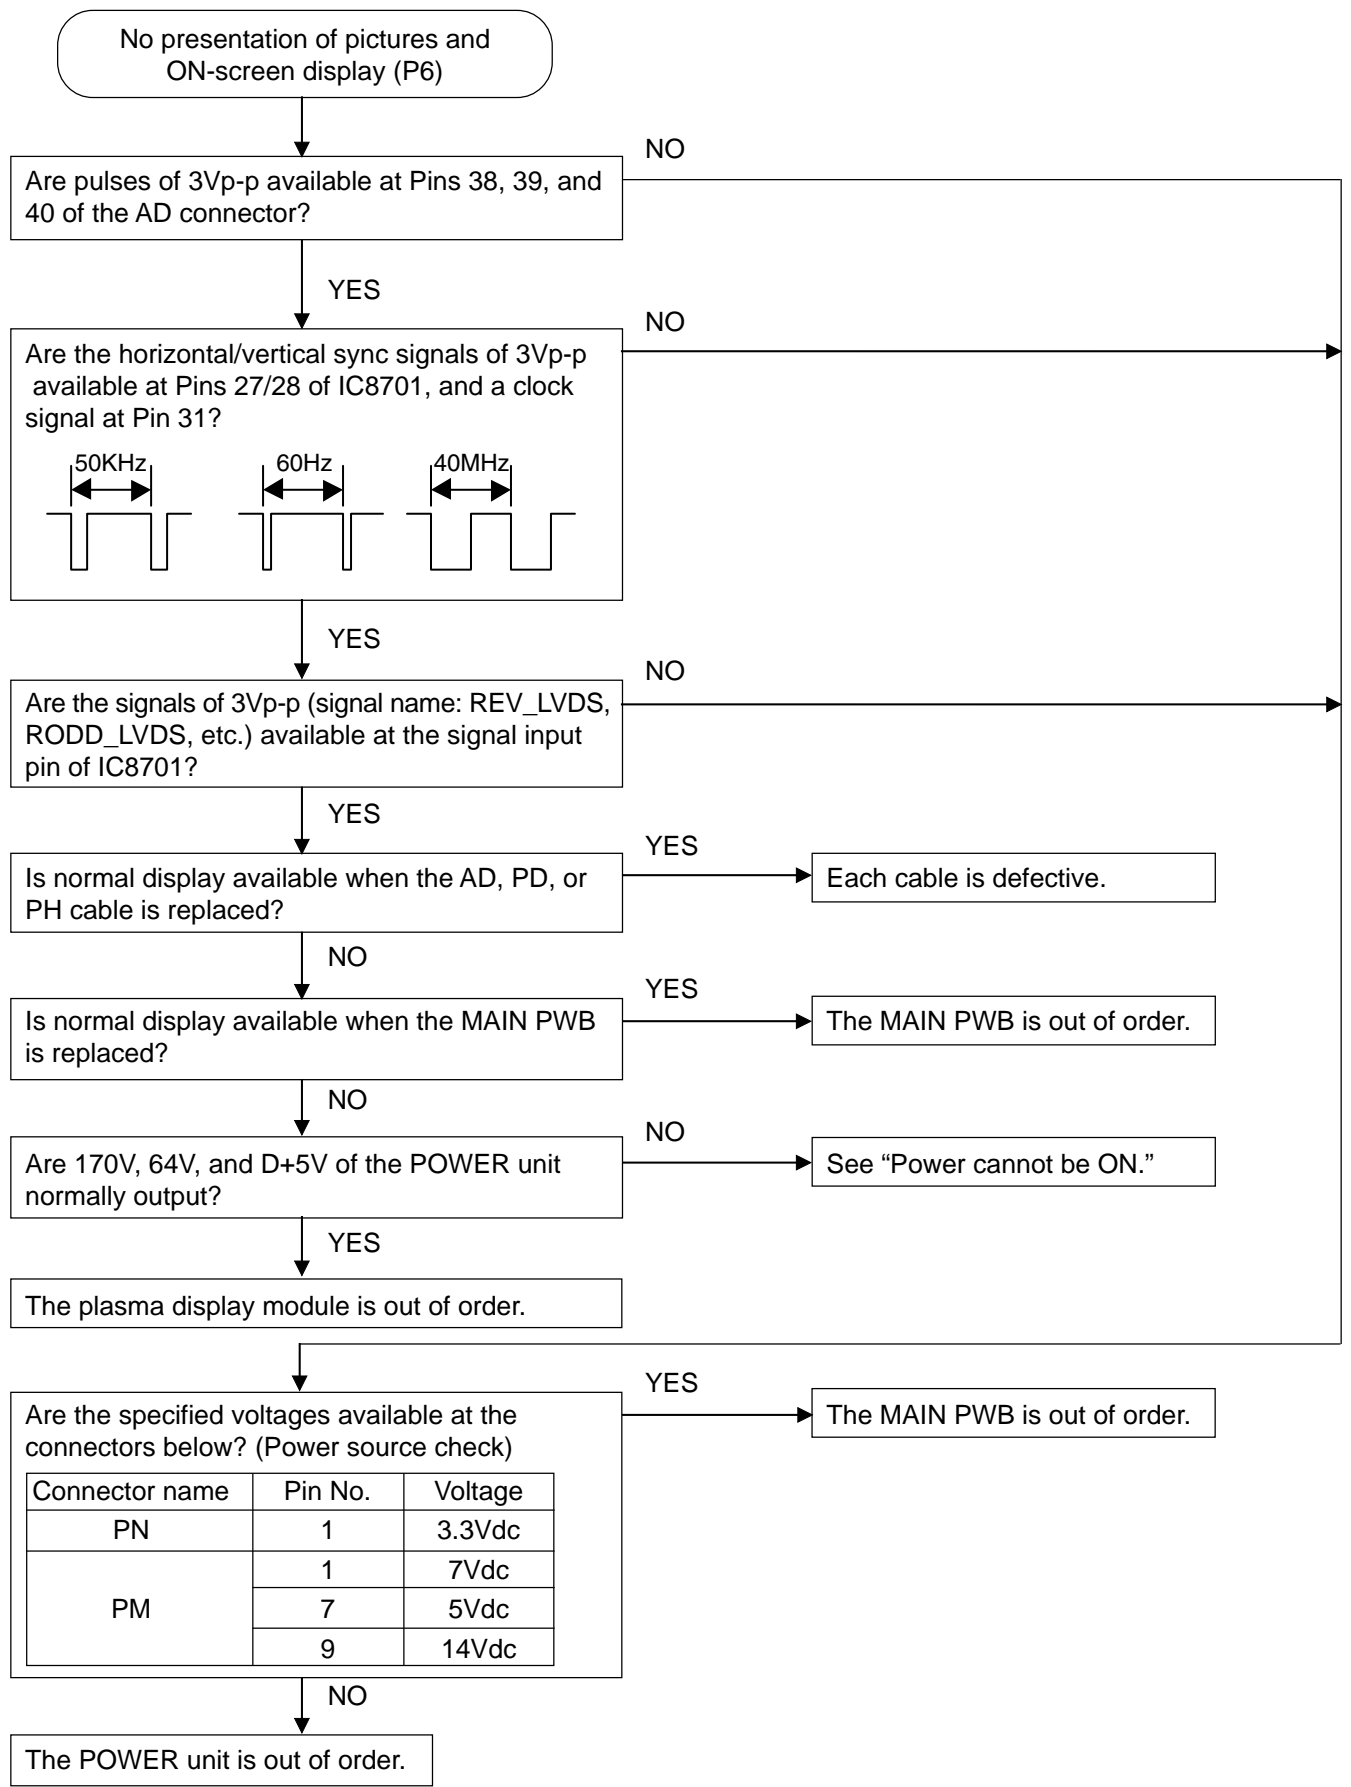 No presentation of pictures and
ON-screen display (P6)
NO
Are pulses of 3Vp-p available at Pins 38, 39, and
40 of the AD connector?
YES
NO
Are the horizontal/vertical sync signals of 3Vp-p
available at Pins 27/28 of IC8701, and a clock
signal at Pin 31?
50KHz 60Hz 40MHz
YES
NO
Are the signals of 3Vp-p (signal name: REV_LVDS,
RODD_LVDS, etc.) available at the signal input
pin of IC8701?
YES
YES
Is normal display available when the AD, PD, or
PH cable is replaced?
Each cable is defective.
NO
YES
Is normal display available when the MAIN PWB
is replaced?
The MAIN PWB is out of order.
NO
NO
Are 170V, 64V, and D+5V of the POWER unit
normally output?
See “Power cannot be ON.”
YES
The plasma display module is out of order.
YES
Are the specified voltages available at the
connectors below? (Power source check)
The MAIN PWB is out of order.
Connector name Pin No. Voltage
PN 1 3.3Vdc
1 7Vdc
PM 7 5Vdc
9 14Vdc
NO
The POWER unit is out of order.